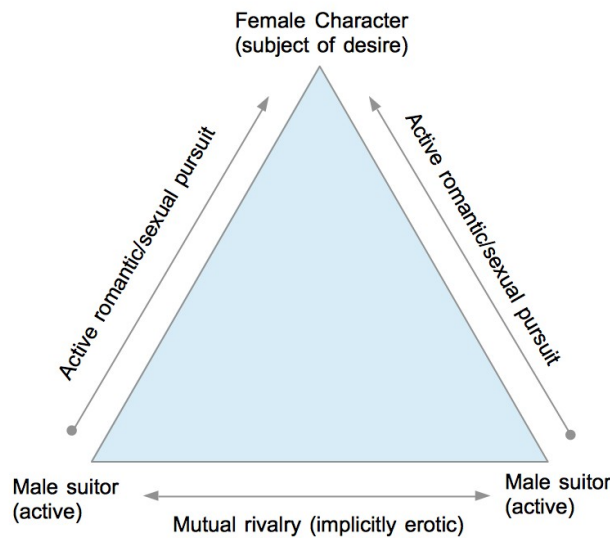 Female Character
(subject of desire)
Active romantic/sexual pursuit
Active romantic/sexual pursuit
Male suitor
(active)
Male suitor
(active)
Mutual rivalry (implicitly erotic)